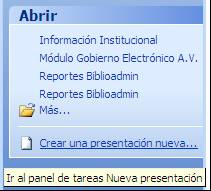 Abrir
Información Institucional
Módulo Gobierno Electrónico A.V.
Reportes Biblioadmin
Reportes Biblioadmin
Más...
Crear una presentación nueva...
Ir al panel de tareas Nueva presentación